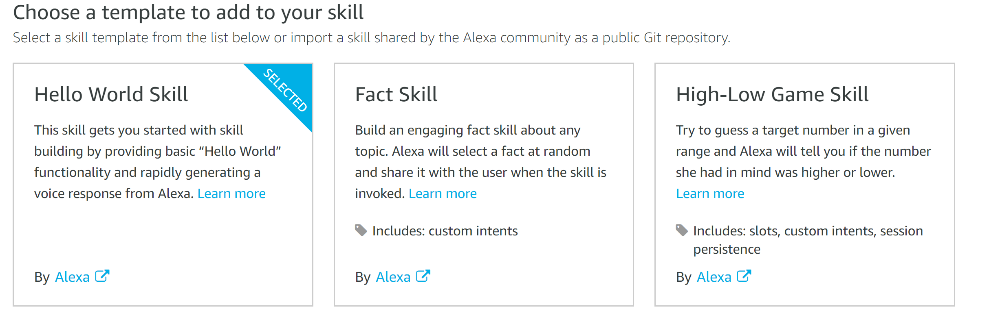 Choose a template to add to your skill
Select a skill template from the list below or import a skill shared by the Alexa community as a public Git repository.
SELECTED
Hello World Skill
This skill gets you started with skill
building by providing basic “Hello World”
functionality and rapidly generating a
voice response from Alexa. Learn more
By Alexa
Fact Skill
Build an engaging fact skill about any
topic. Alexa will select a fact at random
and share it with the user when the skill is
invoked. Learn more
Includes: custom intents
By Alexa
High-Low Game Skill
Try to guess a target number in a given
range and Alexa will tell you if the number
she had in mind was higher or lower.
Learn more
Includes: slots, custom intents, session
persistence
By Alexa